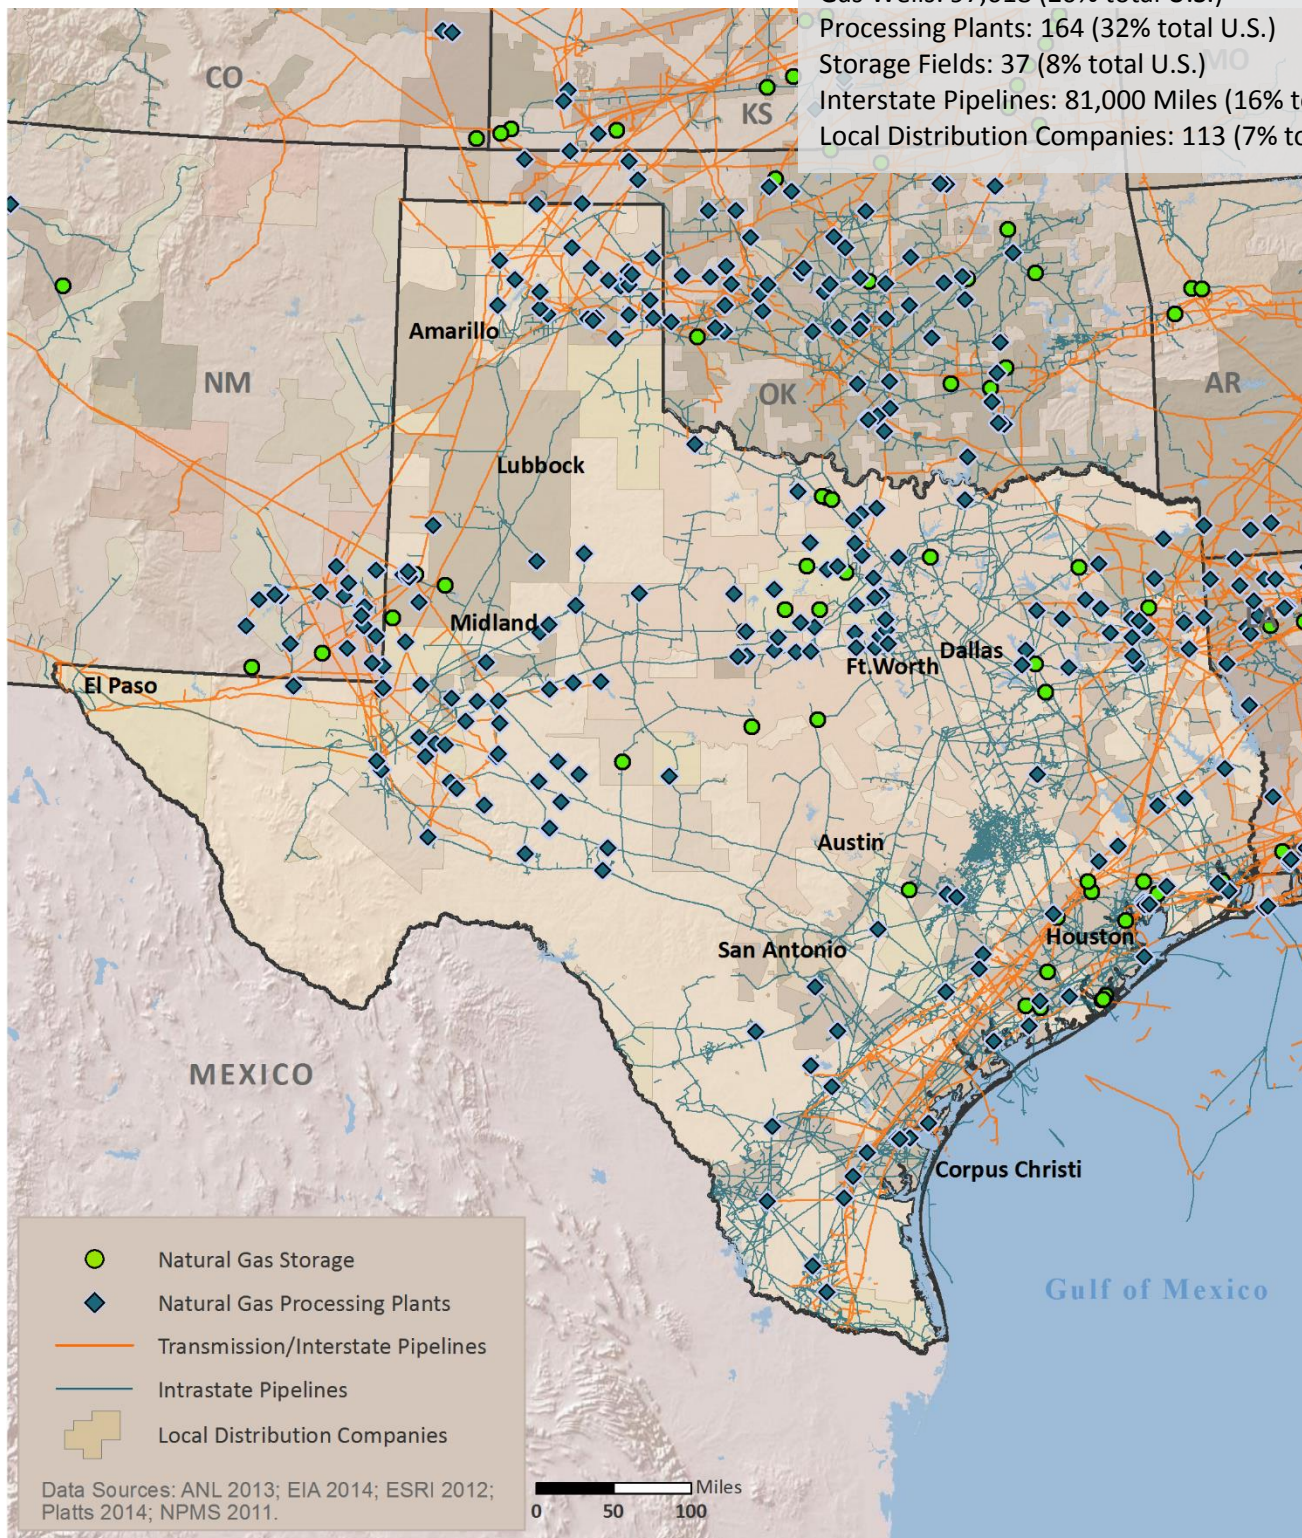 Processing Plants: 164 (32% total U.S.)
Storage Fields: 37 (8% total U.S.)
Interstate Pipelines: 81,000 Miles (16% t
Local Distribution Companies: 113 (7% to
CO
KS
MO
Amarillo
NM
OK
AR
Lubbock
Midland
LA
Ft.Worth
Dallas
El Paso
Austin
San Antonio
Houston
MEXICO
Corpus Christi
Gulf of Mexico
Natural Gas Storage
Natural Gas Processing Plants
Transmission/Interstate Pipelines
Intrastate Pipelines
Local Distribution Companies
Data Sources: ANL 2013; EIA 2014; ESRI 2012;
Platts 2014; NPMS 2011.
Miles
0 50 100